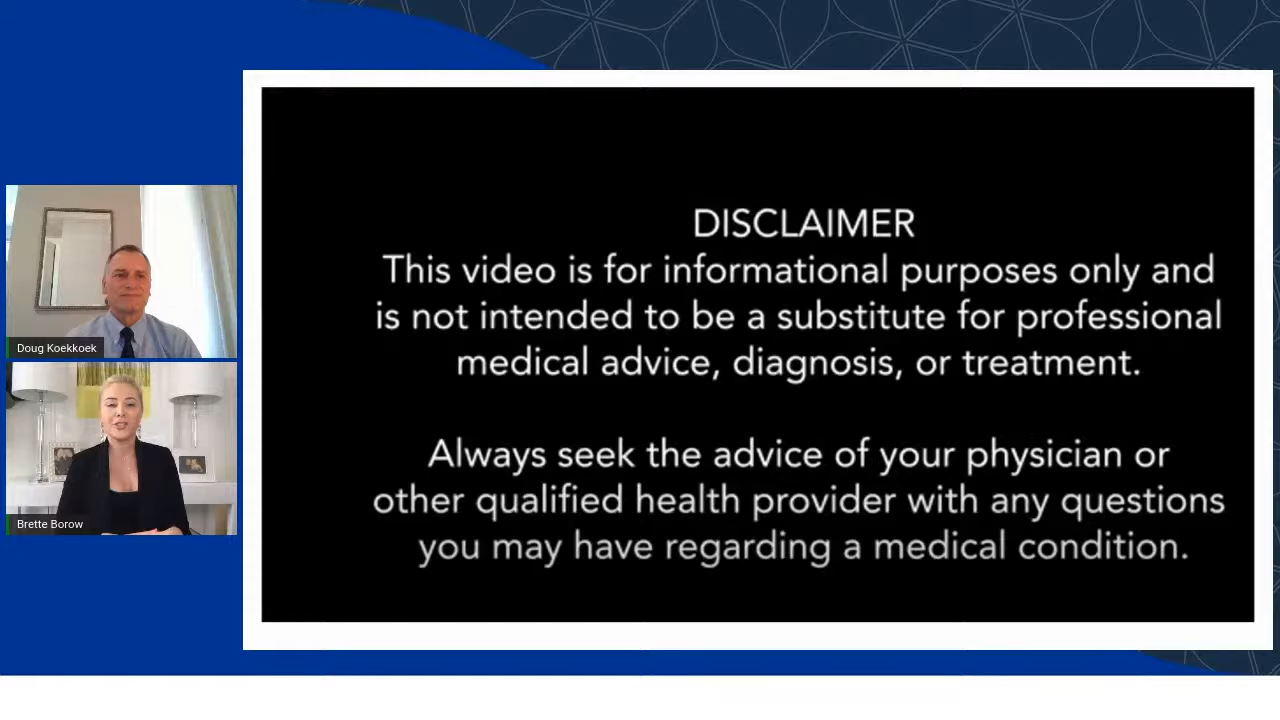 Doug Koekkoek
Brette Borow
DISCLAIMER
This video is for informational purposes only and
is not intended to be a substitute for professional
medical advice, diagnosis, or treatment.
Always seek the advice of your physician or
other qualified health provider with any questions
you may have regarding a medical condition.